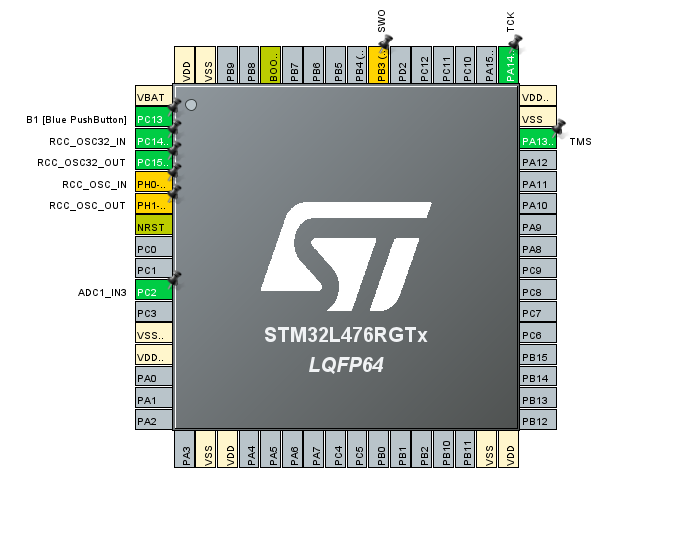 SWO
TCK
VDD
VSS
PB9
PB8
BOO..
PB7
PB6
PB5
PB4 (..
PB3 (..
PD2
PC12
PC11
PC10
PA15..
PA14..
VBAT
VDD..
B1 [Blue PushButton]
PC13
VSS
RCC_OSC32_IN
PC14..
PA13..
TMS
RCC_OSC32_OUT
PC15..
PA12
RCC_OSC_IN
PH0-..
PA11
RCC_OSC_OUT
PH1-..
PA10
NRST
PA9
PC0
PA8
PC1
PC9
ADC1_IN3
PC2
PC8
PC3
PC7
VSS..
PC6
VDD..
PB15
PA0
PB14
PA1
PB13
PA2
PB12
ST
STM32L476RGTx
LQFP64
PA3
VSS
VDD
PA4
PA5
PA6
PA7
PC4
PC5
PB0
PB1
PB2
PB10
PB11
VSS
VDD